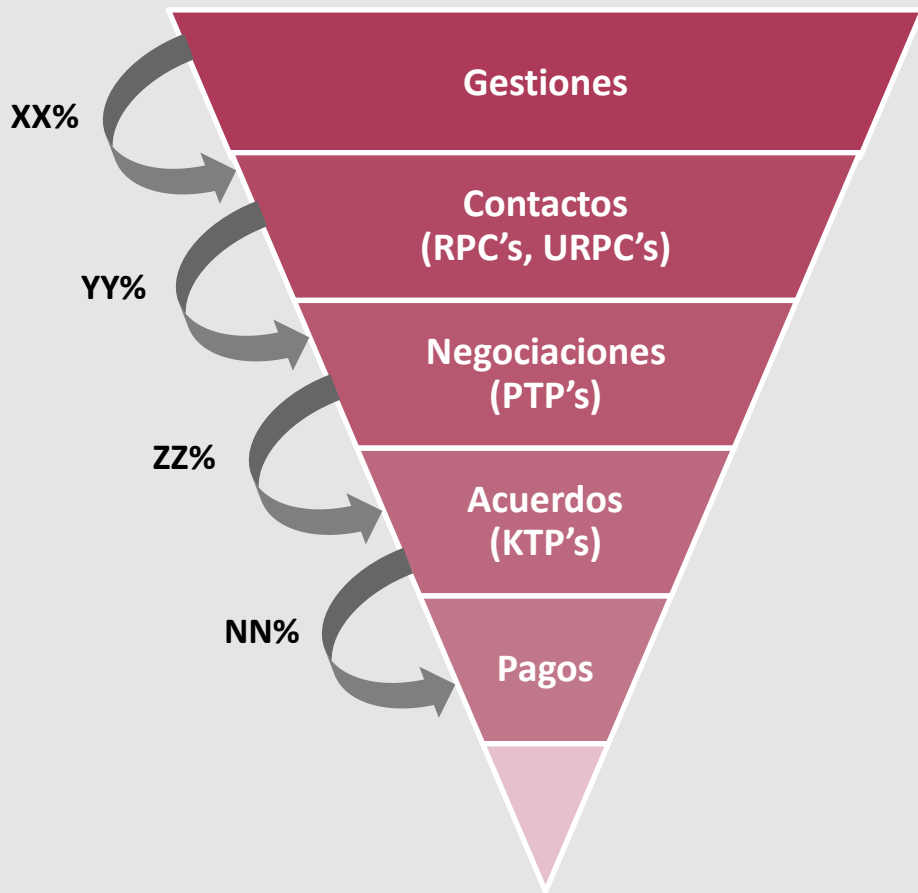 Gestiones
XX%
Contactos
(RPC’s, URPC’s)
YY%
Negociaciones
(PTP’s)
ZZ%
Acuerdos
(KTP’s)
NN%
Pagos